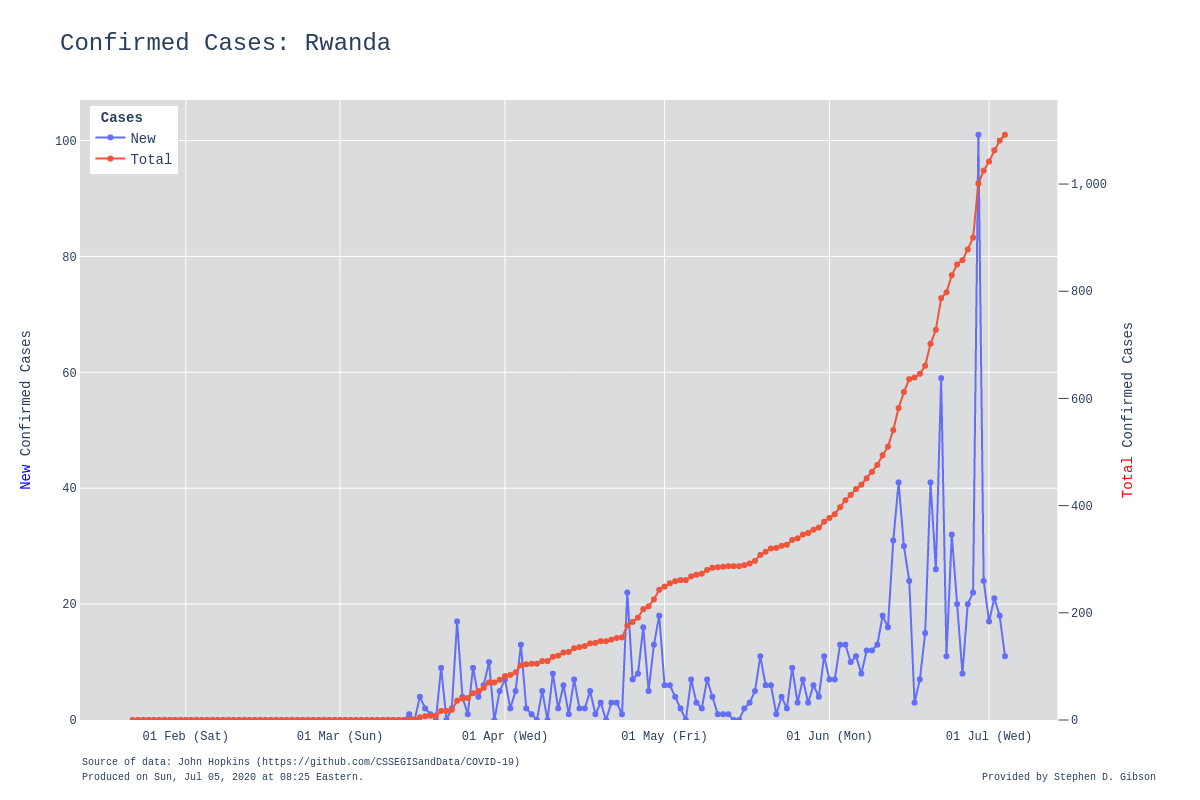 Confirmed Cases: Rwanda
Cases
New
Total
100
80
60
40
20
0
1,000
800
600
400
200
0
New Confirmed Cases
Total Confirmed Cases
01 Feb (Sat)
01 Mar (Sun)
01 Apr (Wed)
01 May (Fri)
01 Jun (Mon)
01 Jul (Wed)
Source of data: John Hopkins (https://github.com/CSSEGISandData/COVID-19)
Produced on Sun, Jul 05, 2020 at 08:25 Eastern.
Provided by Stephen D. Gibson